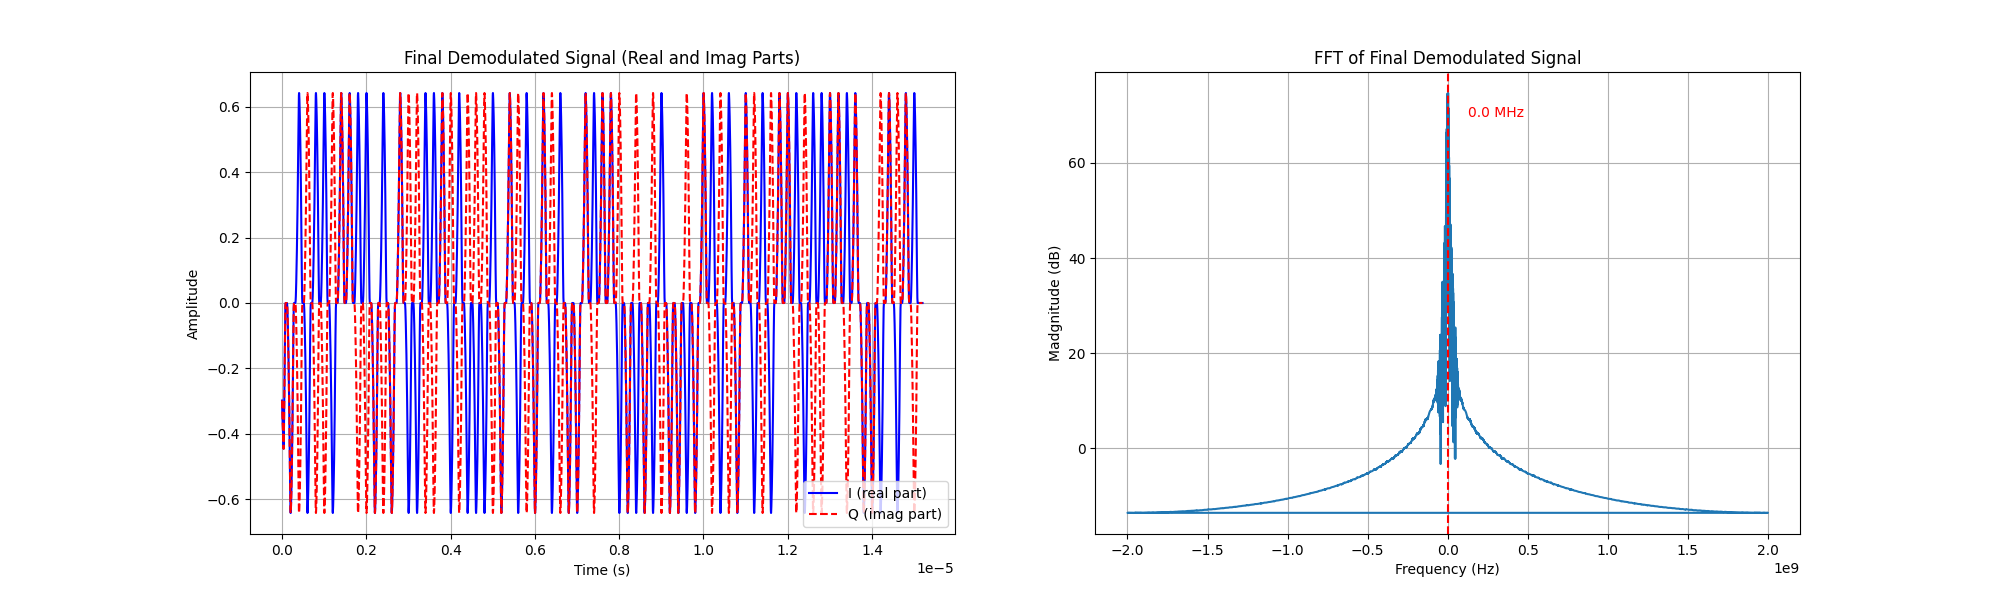 Final Demodulated Signal (Real and Imag Parts)
Amplitude
0.6
0.4
0.2
0.0
−0.2
−0.4
−0.6
I (real part)
Q (imag part)
0.0 0.2 0.4 0.6 0.8 1.0 1.2 1.4
Time (s)
1e−5
FFT of Final Demodulated Signal
Madgnitude (dB)
0.0 MHz
60
40
20
0
−2.0 −1.5 −1.0 −0.5 0.0 0.5 1.0 1.5 2.0
Frequency (Hz)
1e9